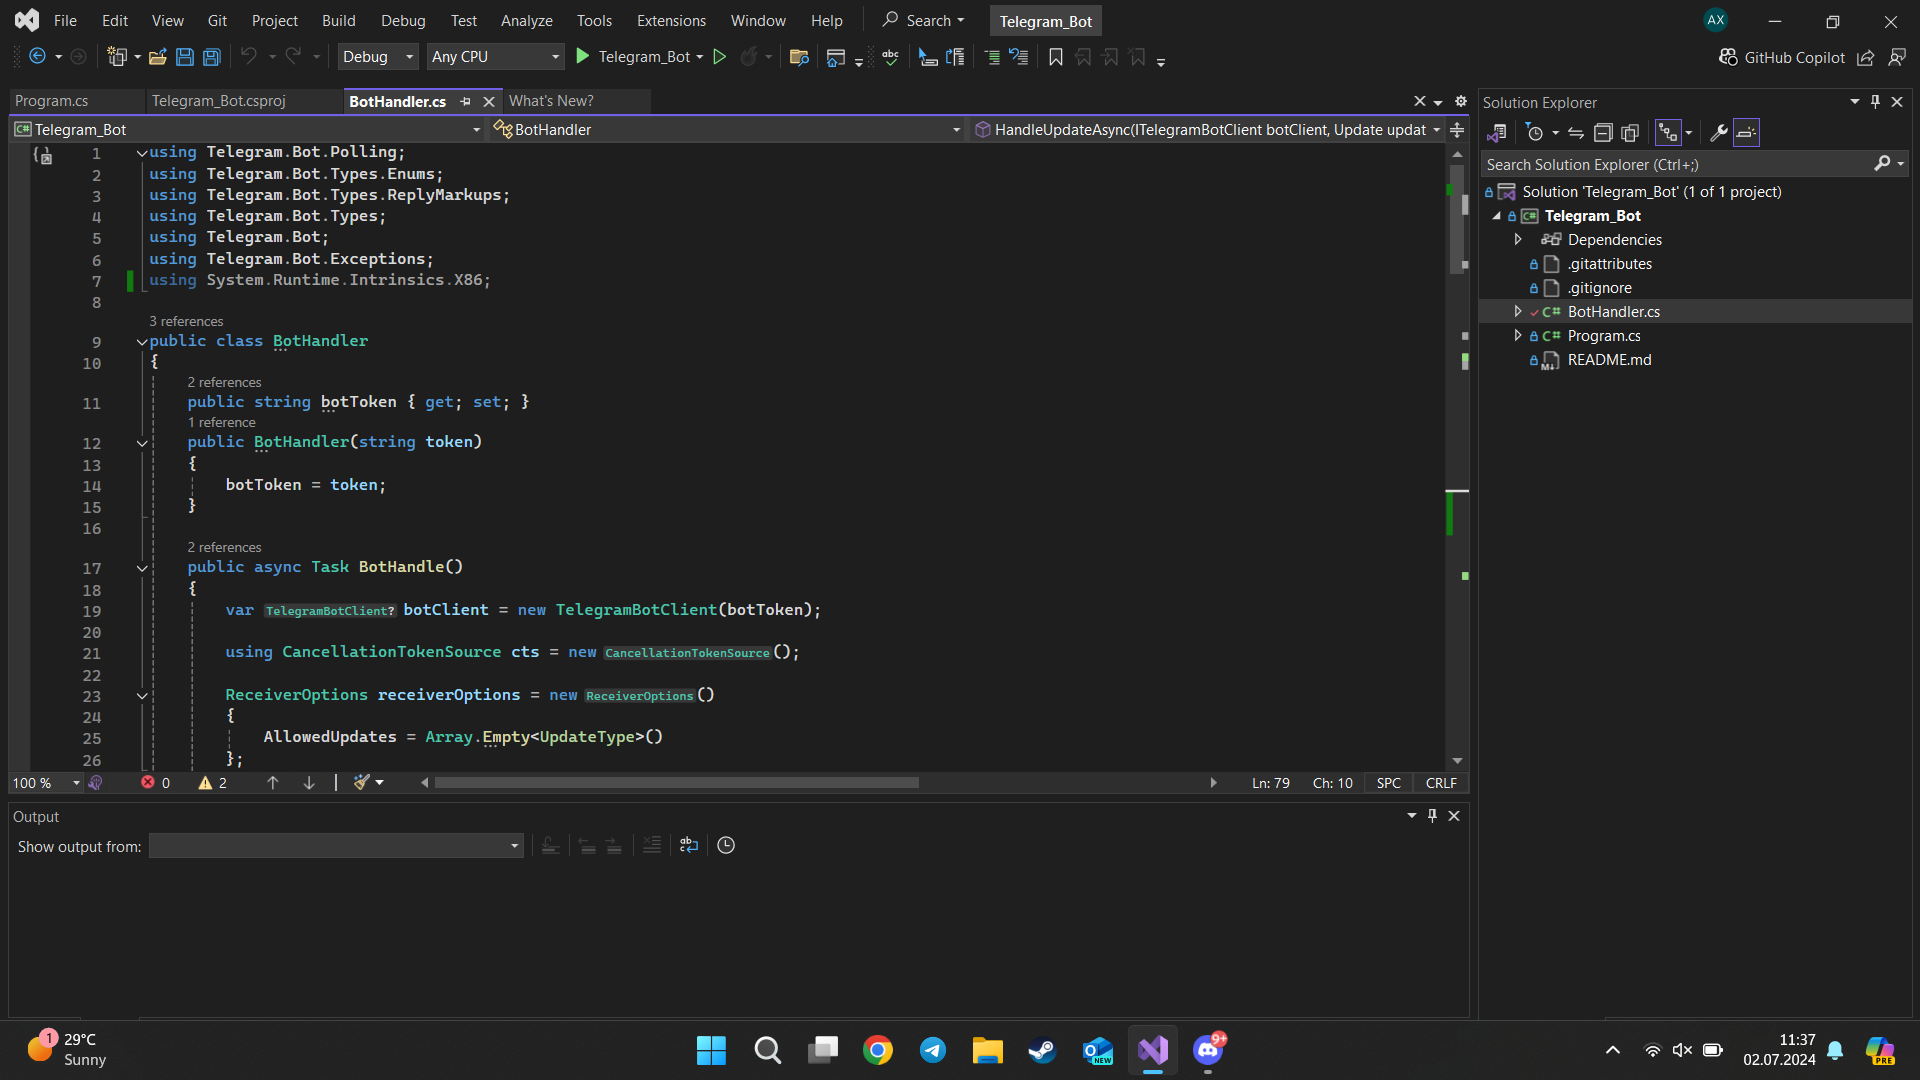 File Edit View Git Project Build Debug Test Analyze Tools Extensions Window Help Search Telegram_Bot AX
Debug Any CPU Telegram_Bot GitHub Copilot
Program.cs Telegram_Bot.csproj BotHandler.cs What's New?
Telegram_Bot BotHandler HandleUpdateAsync(ITelegramBotClient botClient, Update updat
1 using Telegram.Bot.Polling;
2 using Telegram.Bot.Types.Enums;
3 using Telegram.Bot.Types.ReplyMarkups;
4 using Telegram.Bot.Types;
5 using Telegram.Bot;
6 using Telegram.Bot.Exceptions;
7 using System.Runtime.Intrinsics.X86;
8
3 references
9 public class BotHandler
10 {
2 references
11 public string botToken { get; set; }
1 reference
12 public BotHandler(string token)
13 {
14 botToken = token;
15 }
16
2 references
17 public async Task BotHandle()
18 {
19 var TelegramBotClient? botClient = new TelegramBotClient(botToken);
20
21 using CancellationTokenSource cts = new CancellationTokenSource();
22
23 ReceiverOptions receiverOptions = new ReceiverOptions()
24 {
25 AllowedUpdates = Array.Empty<UpdateType>()
26 };
100 % 0 2 Ln: 79 Ch: 10 SPC CRLF
Output
Show output from:
Solution Explorer
Search Solution Explorer (Ctrl+;)
Solution 'Telegram_Bot' (1 of 1 project)
Telegram_Bot
Dependencies
.gitattributes
.gitignore
BotHandler.cs
Program.cs
README.md
1 29°C
Sunny
NEW
9+
11:37
02.07.2024
PRE